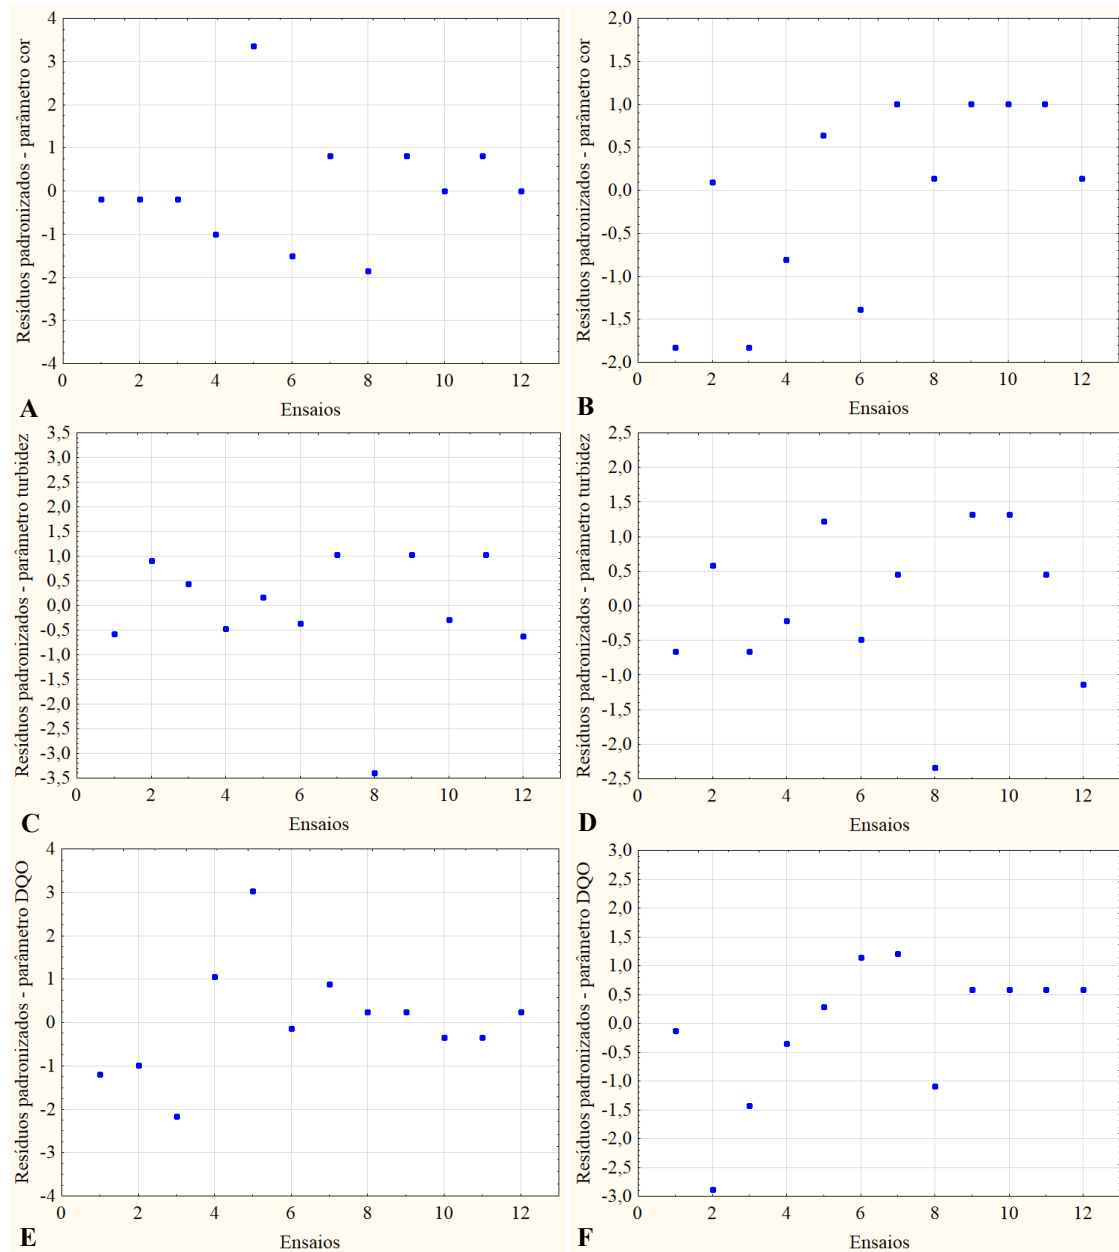 Resíduos padronizados - parâmetro cor
4
3
2
1
0
-1
-2
-3
-4
0 2 4 6 8 10 12
Ensaios
A
Resíduos padronizados - parâmetro cor
2,0
1,5
1,0
0,5
0,0
-0,5
-1,0
-1,5
-2,0
0 2 4 6 8 10 12
Ensaios
B
Resíduos padronizados - parâmetro turbidez
3,5
3,0
2,5
2,0
1,5
1,0
0,5
0,0
-0,5
-1,0
-1,5
-2,0
-2,5
-3,0
-3,5
0 2 4 6 8 10 12
Ensaios
C
Resíduos padronizados - parâmetro turbidez
2,5
2,0
1,5
1,0
0,5
0,0
-0,5
-1,0
-1,5
-2,0
-2,5
0 2 4 6 8 10 12
Ensaios
D
Resíduos padronizados - parâmetro DQO
4
3
2
1
0
-1
-2
-3
-4
0 2 4 6 8 10 12
Ensaios
E
Resíduos padronizados - parâmetro DQO
3,0
2,5
2,0
1,5
1,0
0,5
0,0
-0,5
-1,0
-1,5
-2,0
-2,5
-3,0
0 2 4 6 8 10 12
Ensaios
F